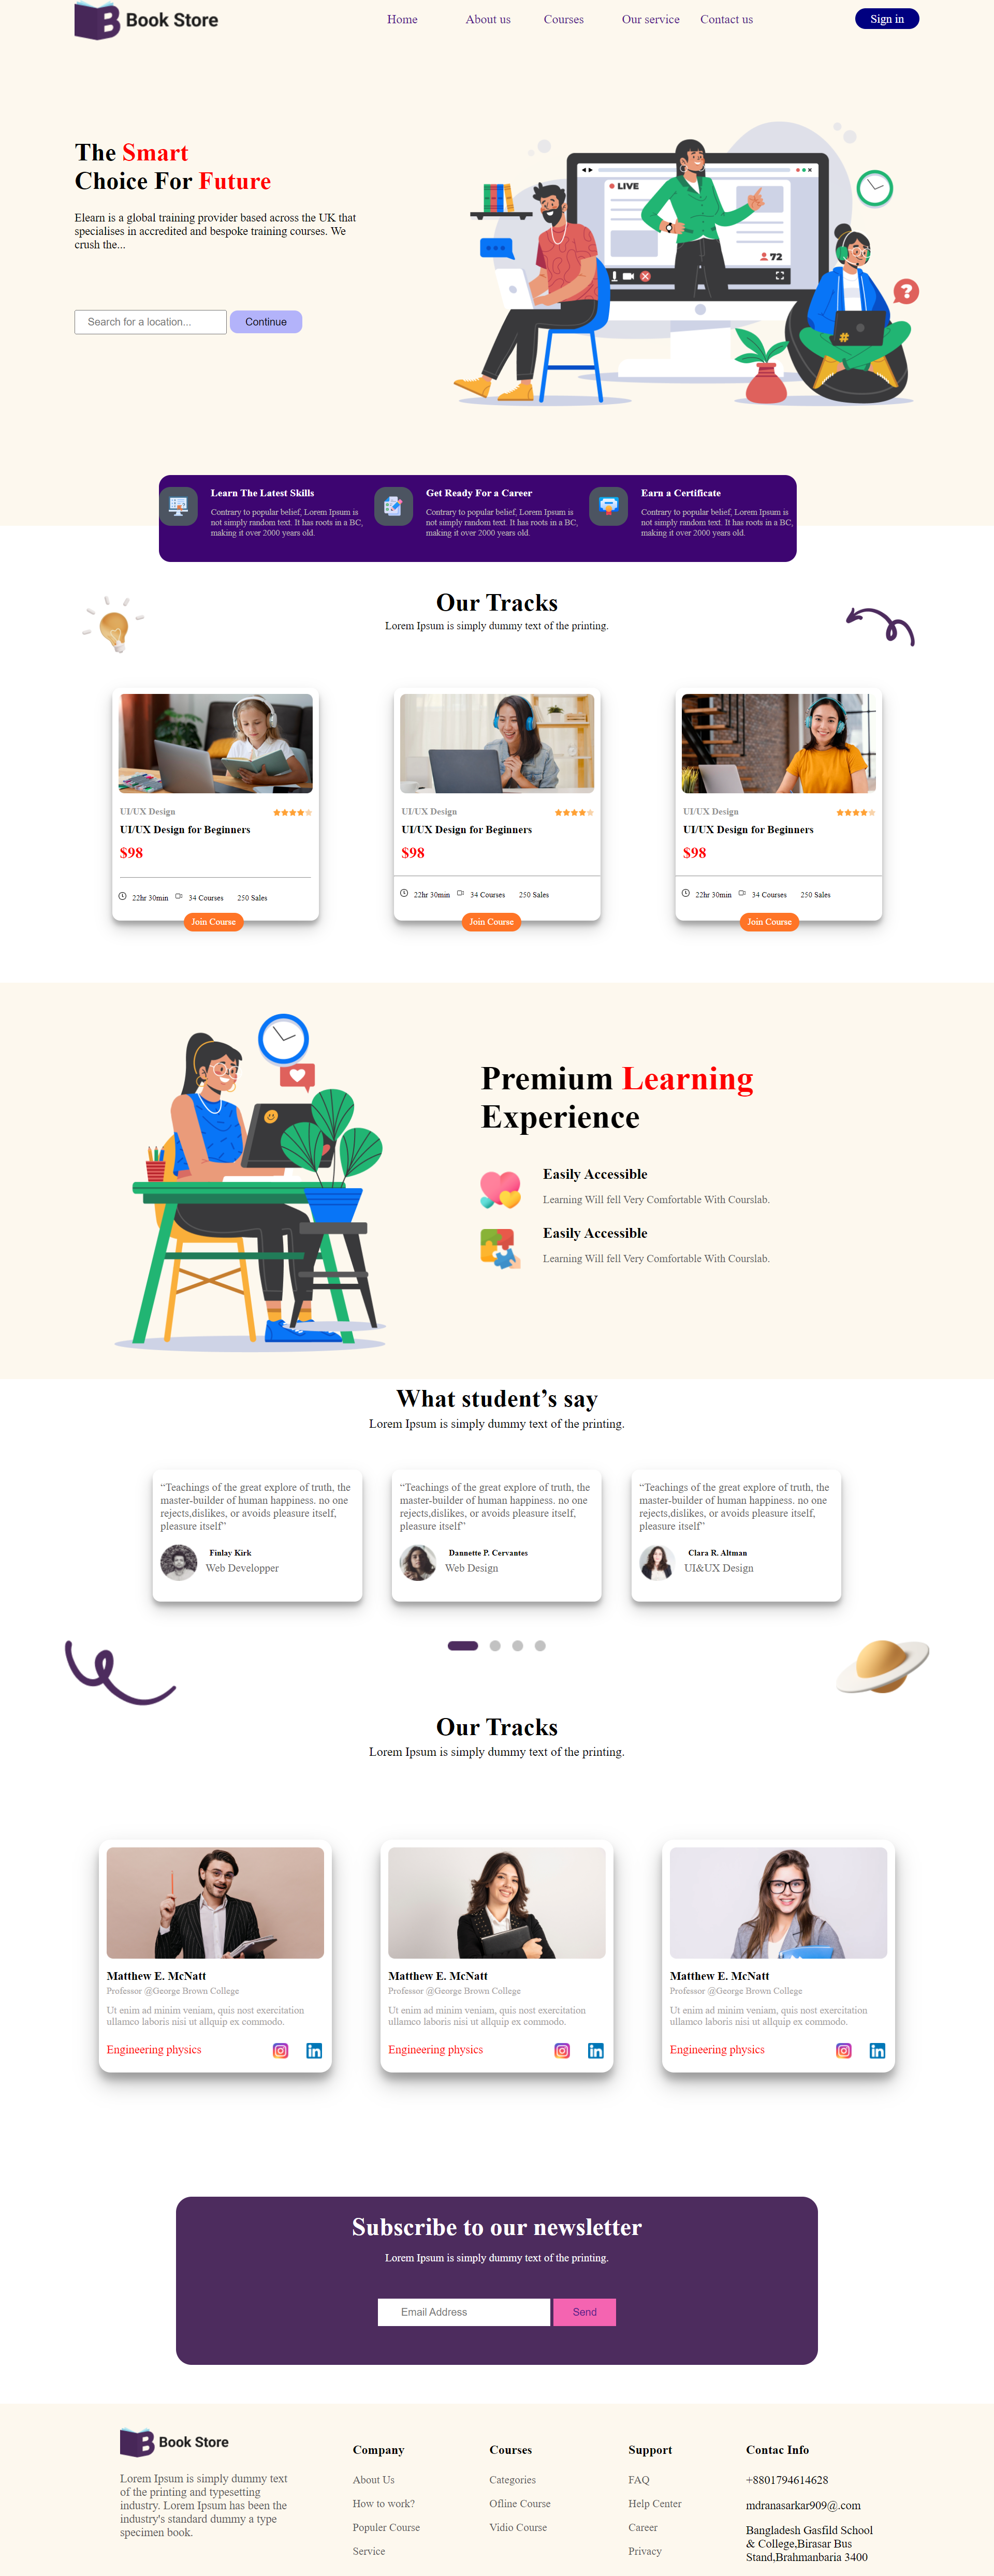 Book Store
Home
About us
Courses
Our service
Contact us
Sign in
The Smart
Choice For Future
Elearn is a global training provider based across the UK that
specialises in accredited and bespoke training courses. We
crush the...
Search for a location...
Continue
LIVE
72
?
#
Learn The Latest Skills
Contrary to popular belief, Lorem Ipsum is
not simply random text. It has roots in a BC,
making it over 2000 years old.
Get Ready For a Career
Contrary to popular belief, Lorem Ipsum is
not simply random text. It has roots in a BC,
making it over 2000 years old.
Earn a Certificate
Contrary to popular belief, Lorem Ipsum is
not simply random text. It has roots in a BC,
making it over 2000 years old.
Our Tracks
Lorem Ipsum is simply dummy text of the printing.
UI/UX Design
UI/UX Design for Beginners
$98
22hr 30min
34 Courses
250 Sales
Join Course
UI/UX Design
UI/UX Design for Beginners
$98
22hr 30min
34 Courses
250 Sales
Join Course
UI/UX Design
UI/UX Design for Beginners
$98
22hr 30min
34 Courses
250 Sales
Join Course
Premium Learning
Experience
Easily Accessible
Learning Will fell Very Comfortable With Courslab.
Easily Accessible
Learning Will fell Very Comfortable With Courslab.
What student’s say
Lorem Ipsum is simply dummy text of the printing.
“Teachings of the great explore of truth, the
master-builder of human happiness. no one
rejects,dislikes, or avoids pleasure itself,
pleasure itself”
Finlay Kirk
Web Developper
“Teachings of the great explore of truth, the
master-builder of human happiness. no one
rejects,dislikes, or avoids pleasure itself,
pleasure itself”
Dannette P. Cervantes
Web Design
“Teachings of the great explore of truth, the
master-builder of human happiness. no one
rejects,dislikes, or avoids pleasure itself,
pleasure itself”
Clara R. Altman
UI&UX Design
Our Tracks
Lorem Ipsum is simply dummy text of the printing.
Matthew E. McNatt
Professor @George Brown College
Ut enim ad minim veniam, quis nost exercitation
ullamco laboris nisi ut allquip ex commodo.
Engineering physics
in
Matthew E. McNatt
Professor @George Brown College
Ut enim ad minim veniam, quis nost exercitation
ullamco laboris nisi ut allquip ex commodo.
Engineering physics
in
Matthew E. McNatt
Professor @George Brown College
Ut enim ad minim veniam, quis nost exercitation
ullamco laboris nisi ut allquip ex commodo.
Engineering physics
in
Subscribe to our newsletter
Lorem Ipsum is simply dummy text of the printing.
Email Address
Send
Book Store
Lorem Ipsum is simply dummy text
of the printing and typesetting
industry. Lorem Ipsum has been the
industry's standard dummy a type
specimen book.
Company
About Us
How to work?
Populer Course
Service
Courses
Categories
Ofline Course
Vidio Course
Support
FAQ
Help Center
Career
Privacy
Contac Info
+8801794614628
mdranasarkar909@.com
Bangladesh Gasfild School
& College,Birasar Bus
Stand,Brahmanbaria 3400